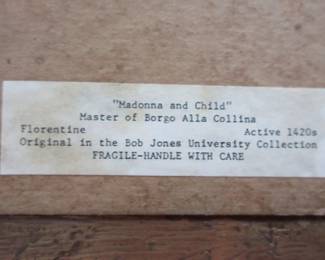 "Madonna and Child"
Master of Borgo Alla Collina
Florentine Active 1420s
Original in the Bob Jones University Collection
FRAGILE-HANDLE WITH CARE